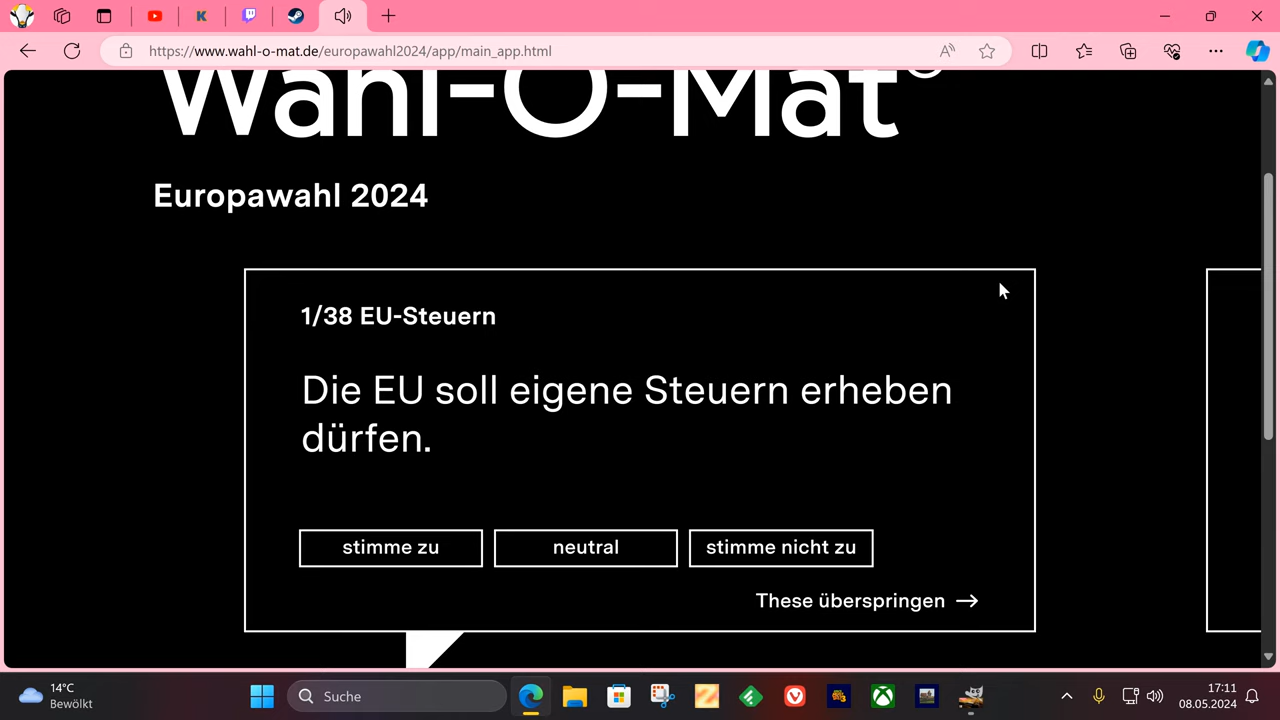 https://www.wahl-o-mat.de/europawahl2024/app/main_app.html
Wahl-O-Mat®
Europawahl 2024
1/38 EU-Steuern
Die EU soll eigene Steuern erheben
dürfen.
stimme zu
neutral
stimme nicht zu
These überspringen →
14°C
Bewölkt
Suche
17:11
08.05.2024